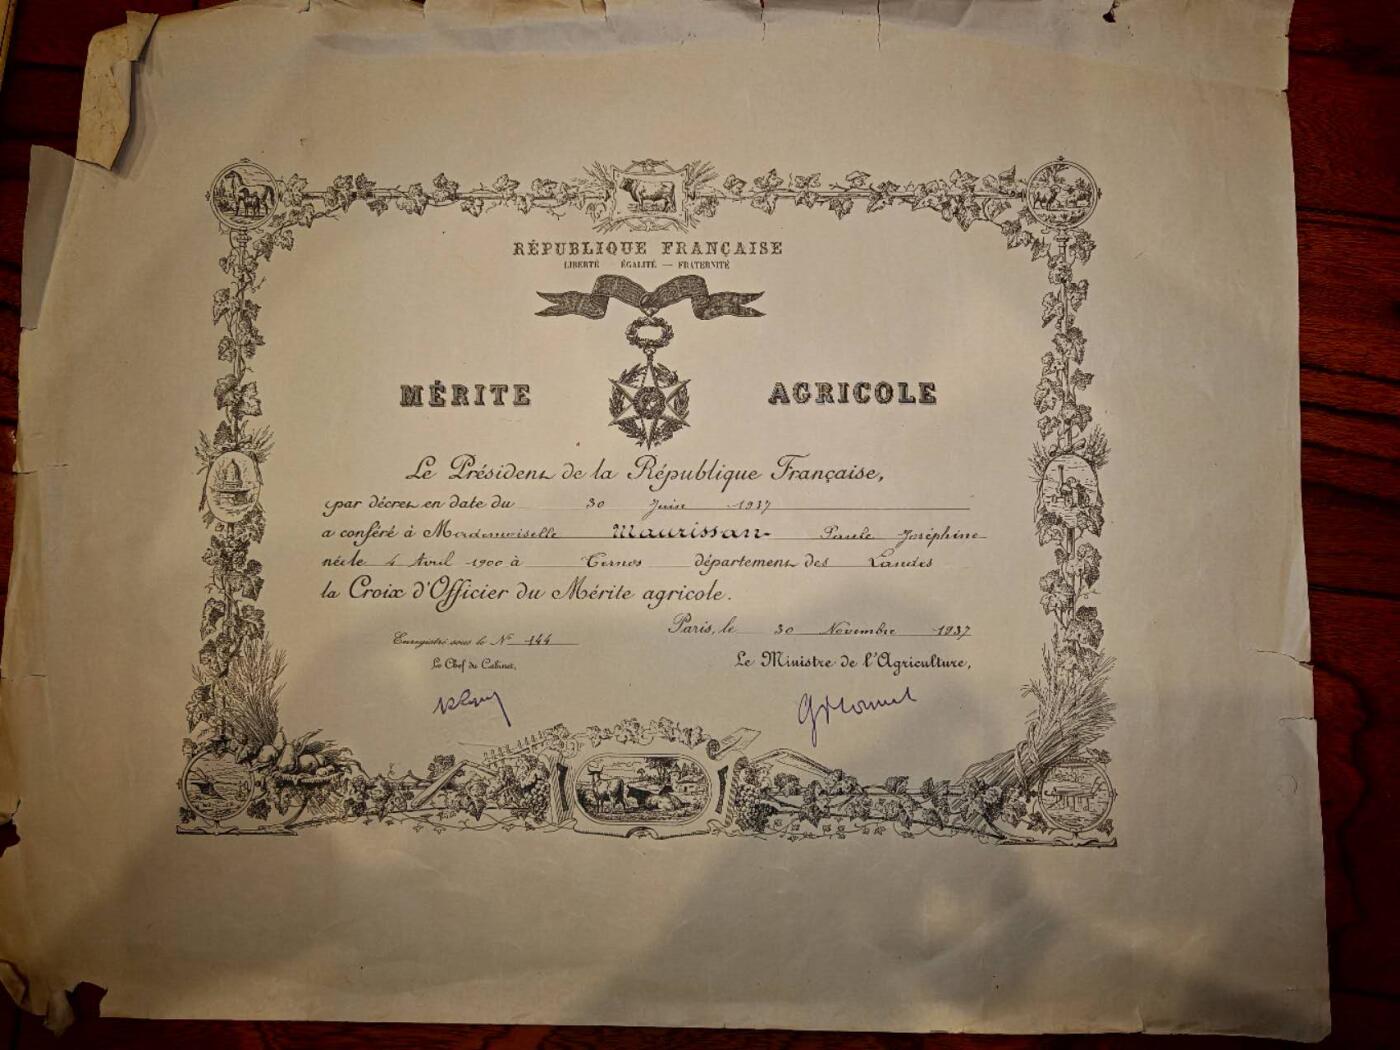 RÉPUBLIQUE FRANÇAISE
LIBERTÉ ÉGALITÉ — FRATERNITÉ
MÉRITE AGRICOLE
Le Président de la République Française,
par décret en date du 30 Juin 1937
a conféré à Mademoiselle Maurissan Paule Joséphine
née le 4 Avril 1900 à département des Landes
la Croix d'Officier du Mérite agricole.
Paris, le 30 Novembre 1937
Enregistré sous le N° 144
Le Chef du Cabinet, Le Ministre de l'Agriculture,